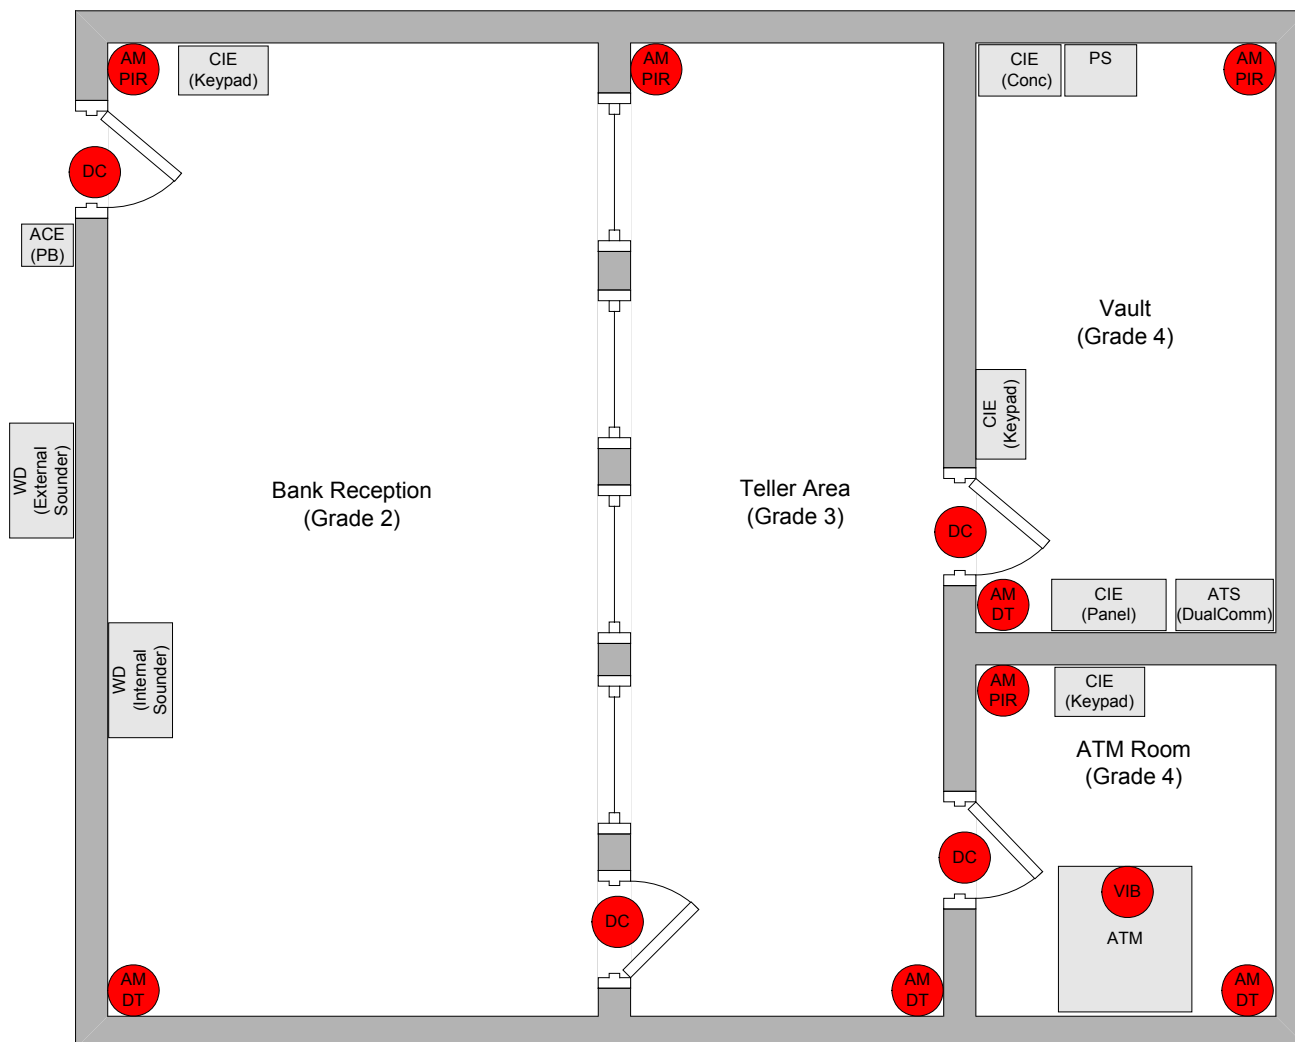 AM
PIR
CIE
(Keypad)
AM
PIR
CIE
(Conc)
PS
AM
PIR
DC
ACE
(PB)
Vault
(Grade 4)
CIE
(Keypad)
WD
(External
Sounder)
Bank Reception
(Grade 2)
Teller Area
(Grade 3)
DC
AM
DT
CIE
(Panel)
ATS
(DualComm)
WD
(Internal
Sounder)
AM
PIR
CIE
(Keypad)
ATM Room
(Grade 4)
DC
VIB
ATM
DC
AM
DT
AM
DT
AM
DT